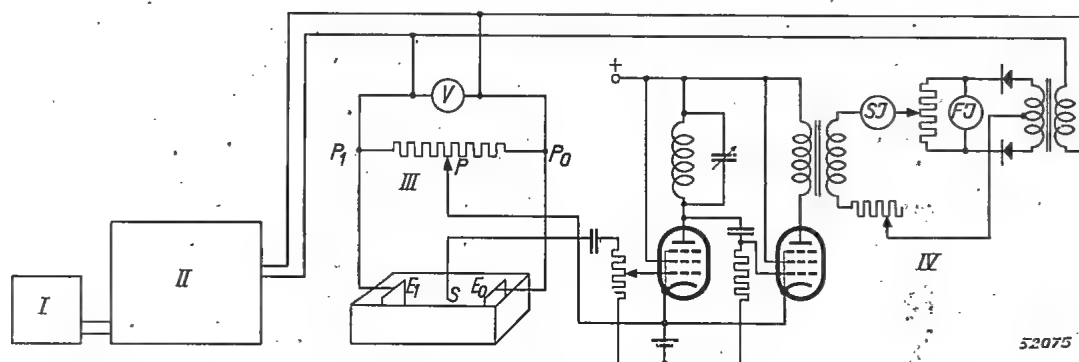 V
+
SJ
FJ
P₁
P
P₀
III
II
I
E₁
S
E₀
IV
52075